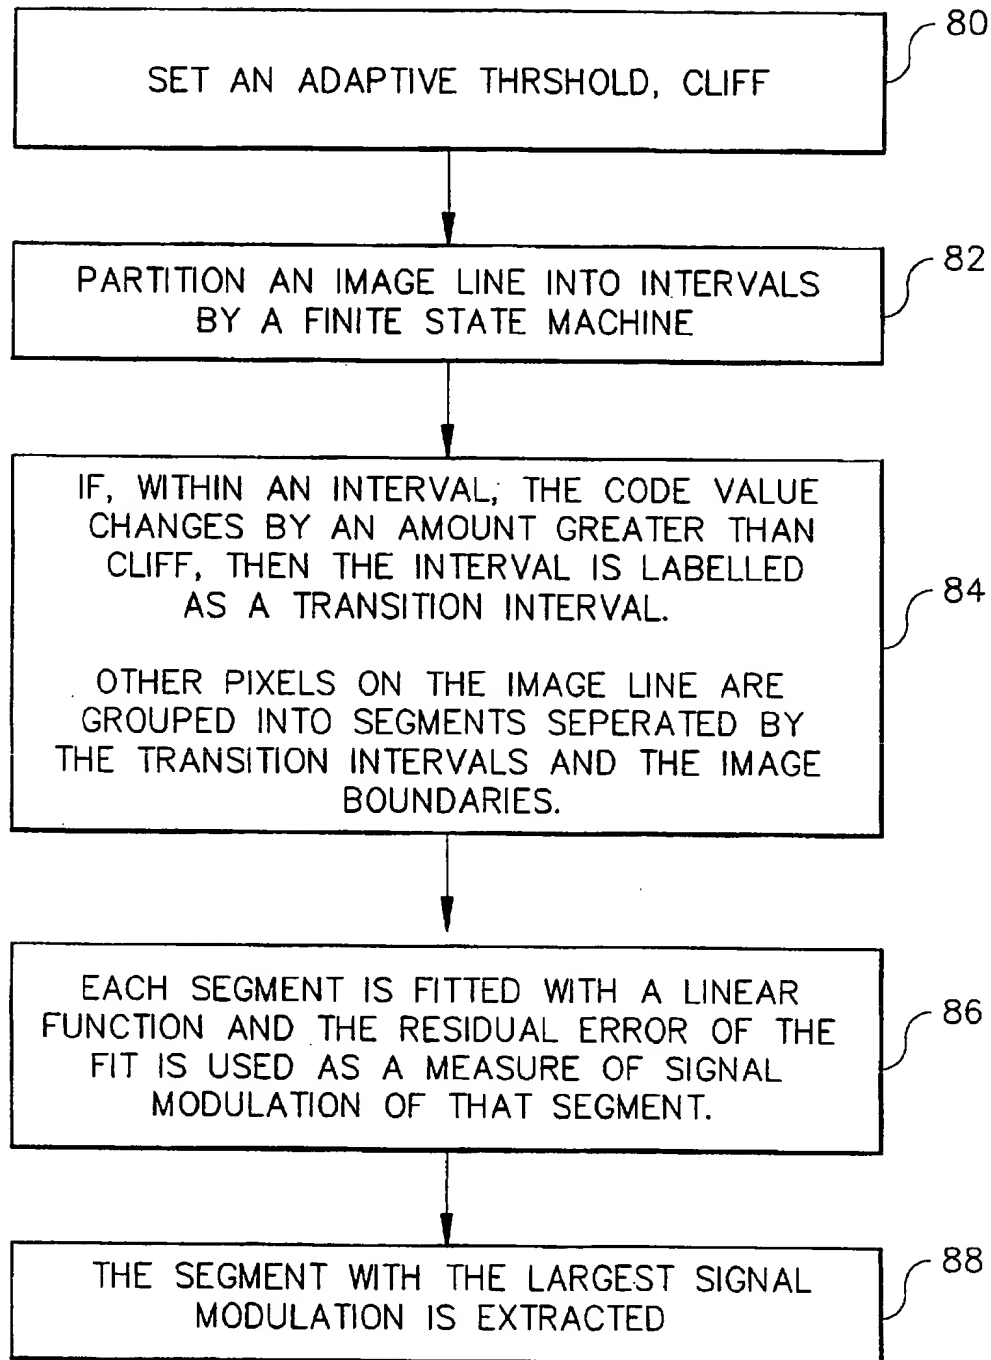 80
SET AN ADAPTIVE THRSHOLD, CLIFF
82
PARTITION AN IMAGE LINE INTO INTERVALS
BY A FINITE STATE MACHINE
IF, WITHIN AN INTERVAL, THE CODE VALUE
CHANGES BY AN AMOUNT GREATER THAN
CLIFF, THEN THE INTERVAL IS LABELLED
AS A TRANSITION INTERVAL.
84
OTHER PIXELS ON THE IMAGE LINE ARE
GROUPED INTO SEGMENTS SEPERATED BY
THE TRANSITION INTERVALS AND THE IMAGE
BOUNDARIES.
EACH SEGMENT IS FITTED WITH A LINEAR
86
FUNCTION AND THE RESIDUAL ERROR OF THE
FIT IS USED AS A MEASURE OF SIGNAL
MODULATION OF THAT SEGMENT.
88
THE SEGMENT WITH THE LARGEST SIGNAL
MODULATION IS EXTRACTED